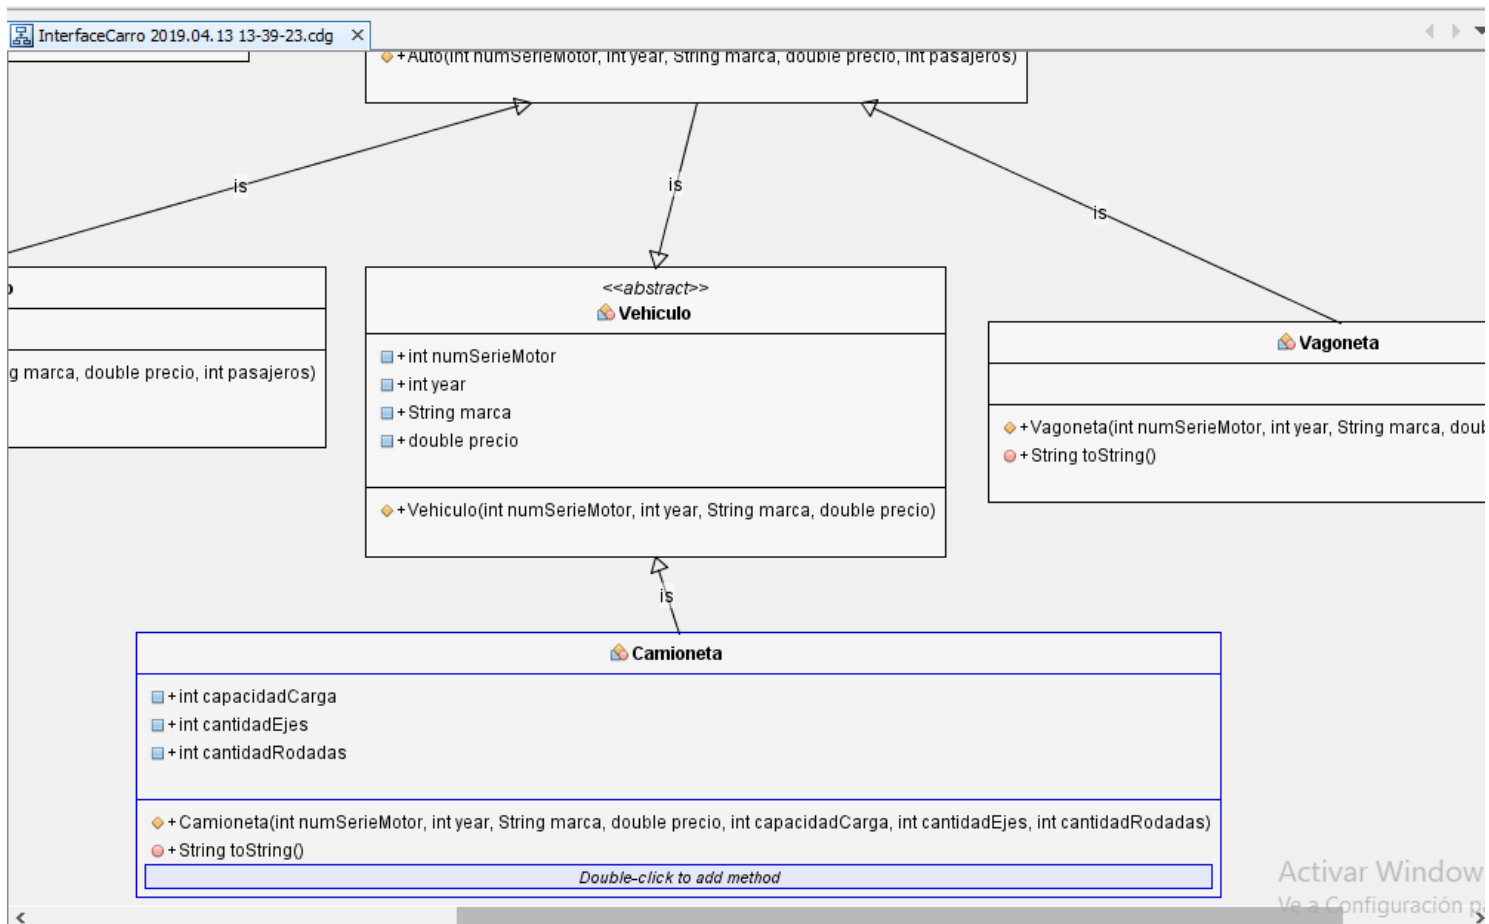 InterfaceCarro 2019.04.13 13-39-23.cdg
+Auto(int numSerieMotor, int year, String marca, double precio, int pasajeros)
is
is
is
g marca, double precio, int pasajeros)
<<abstract>>
Vehiculo
+int numSerieMotor
+int year
+String marca
+double precio
+Vehiculo(int numSerieMotor, int year, String marca, double precio)
Vagoneta
+Vagoneta(int numSerieMotor, int year, String marca, doub
+String toString()
is
Camioneta
+int capacidadCarga
+int cantidadEjes
+int cantidadRodadas
+Camioneta(int numSerieMotor, int year, String marca, double precio, int capacidadCarga, int cantidadEjes, int cantidadRodadas)
+String toString()
Double-click to add method
Activar Window
Ve a Configuración pa